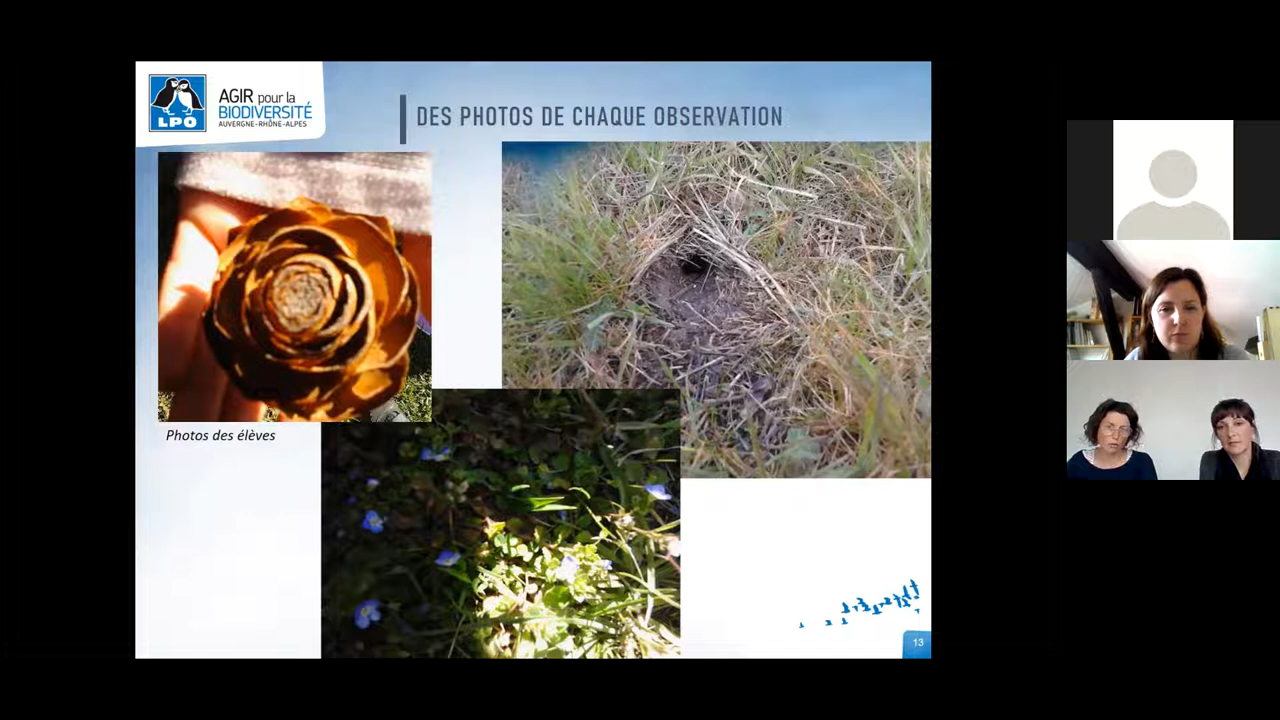 AGIR pour la
BIODIVERSITÉ
AUVERGNE-RHÔNE-ALPES
LPO
DES PHOTOS DE CHAQUE OBSERVATION
Photos des élèves
13